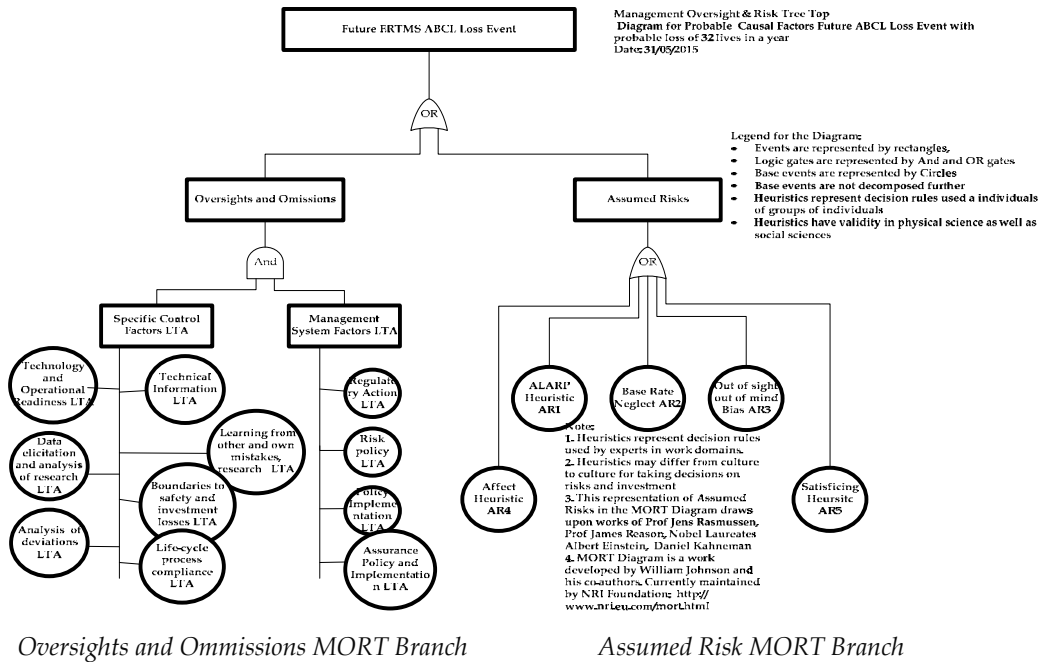 Future ERTMS ABCL Loss Event
Management Oversight & Risk Tree Top
Diagram for Probable Causal Factors Future ABCL Loss Event with
probable loss of 32 lives in a year
Date: 31/05/2015
OR
Legend for the Diagram:
• Events are represented by rectangles,
• Logic gates are represented by And and OR gates
• Base events are represented by Circles
• Base events are not decomposed further
• Heuristics represent decision rules used a individuals
of groups of individuals
• Heuristics have validity in physical science as well as
social sciences
Oversights and Omissions
Assumed Risks
And
OR
Specific Control
Factors LTA
Management
System Factors LTA
Technology
and
Operational
Readiness LTA
Technical
Information
LTA
Learning from
other and own
mistakes,
research LTA
Data
elicitation and
analysis
of research
LTA
Boundaries to
safety and
investment
losses LTA
Analysis of
deviations
LTA
Life-cycle
process
compliance LTA
Regulato
ry Action
LTA
Risk
policy
LTA
Policy
Impleme
ntation
LTA
Assurance
Policy and
Implementatio
n LTA
ALARP
Heuristic
AR1
Base Rate
Neglect AR2
Out of sight
out of mind
Bias AR3
Affect
Heuristic
AR4
Satisficing
Heursitc
AR5
Note:
1. Heuristics represent decision rules
used by experts in work domains.
2. Heuristics may differ from culture
to culture for taking decisions on
risks and investment
3. This representation of Assumed
Risks in the MORT Diagram draws
upon works of Prof Jens Rasmussen,
Prof James Reason, Nobel Laureates
Albert Einstein, Daniel Kahneman
4. MORT Diagram is a work
developed by William Johnson and
his co-authors. Currently maintained
by NRI Foundation: http://
www.nri.eu.com/mort.html
Oversights and Ommissions MORT Branch
Assumed Risk MORT Branch